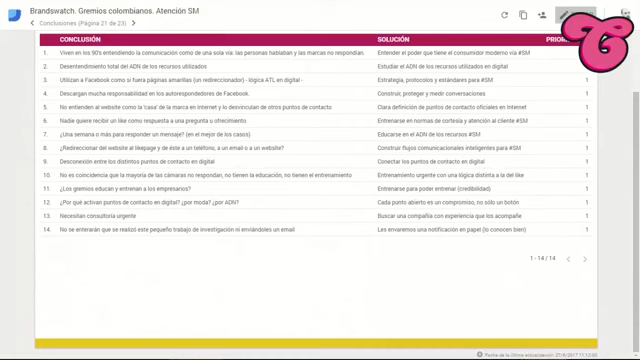 Brandswatch. Gremios colombianos. Atención SM
Conclusiones (Página 21 de 23)
CONCLUSIÓN SOLUCIÓN
1. Viven en los 90's entendiendo la comunicación como de una sola vía: las personas hablaban y las marcas no respondían. Entender el poder que tiene el consumidor moderno vía #SM
2. Desentendimiento total del ADN de los recursos utilizados Estudiar el ADN de los recursos utilizados en digital
3. Utilizan a Facebook como si fuera páginas amarillas (un redireccionador) - lógica ATL en digital - Estrategia, protocolos y estándares para #SM 1
4. Descargan mucha responsabilidad en los autorespondedores de Facebook. Construir, proteger y medir conversaciones 1
5. No entienden al website como la 'casa' de la marca en internet y lo desvinculan de otros puntos de contacto Clara definición de puntos de contacto oficiales en Internet 1
6. Nadie quiere recibir un like como respuesta a una pregunta u ofrecimiento Entrenarse en normas de cortesía y atención al cliente #SM 1
7. ¿Una semana o más para responder un mensaje? (en el mejor de los casos) Educarse en el ADN de los recursos #SM 1
8. ¿Redireccionar del website al likepage y de éste a un teléfono, a un email o a un website? Construir flujos comunicacionales inteligentes para #SM 1
9. Desconexión entre los distintos puntos de contacto en digital Conectar los puntos de contacto en digital 1
10. No es coincidencia que la mayoría de las cámaras no respondan, no tienen la educación, no tienen el entrenamiento Entrenamiento urgente con una lógica distinta a la del like 1
11. ¿Los gremios educan y entrenan a los empresarios? Entrenarse para poder entrenar (credibilidad) 1
12. ¿Por qué activan puntos de contacto en digital? ¿por moda? ¿por ADN? Cada punto abierto es un compromiso, no sólo un botón 1
13. Necesitan consultoría urgente Buscar una compañía con experiencia que los acompañe 1
14. No se enterarán que se realizó este pequeño trabajo de investigación ni enviándoles un email Les enviaremos una notificación en papel (lo conocen bien) 1
1 - 14 / 14
Fecha de la última actualización: 27/6/2017